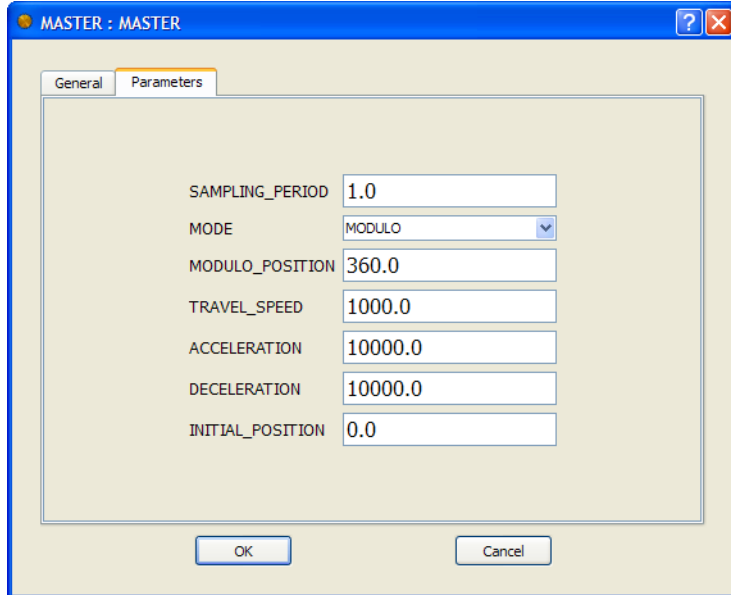 MASTER : MASTER
General Parameters
SAMPLING_PERIOD 1.0
MODE MODULO
MODULO_POSITION 360.0
TRAVEL_SPEED 1000.0
ACCELERATION 10000.0
DECELERATION 10000.0
INITIAL_POSITION 0.0
OK Cancel